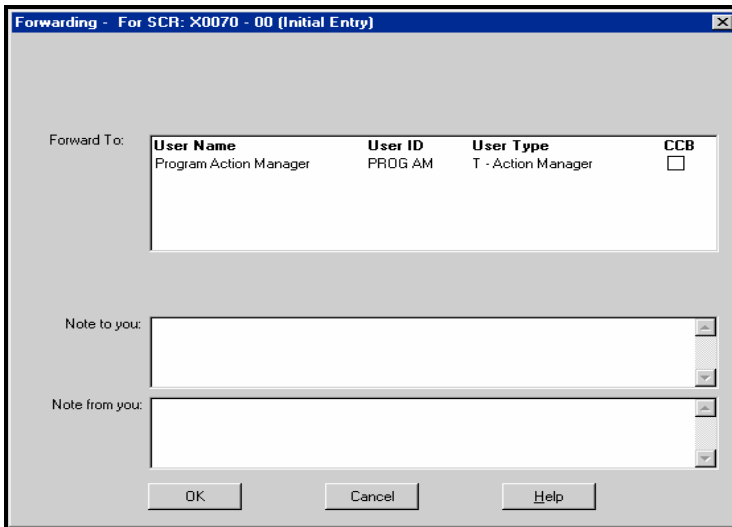 Forwarding - For SCR: X0070 - 00 (Initial Entry)
Forward To:
User Name User ID User Type CCB
Program Action Manager PROG AM T - Action Manager
Note to you:
Note from you:
OK Cancel Help